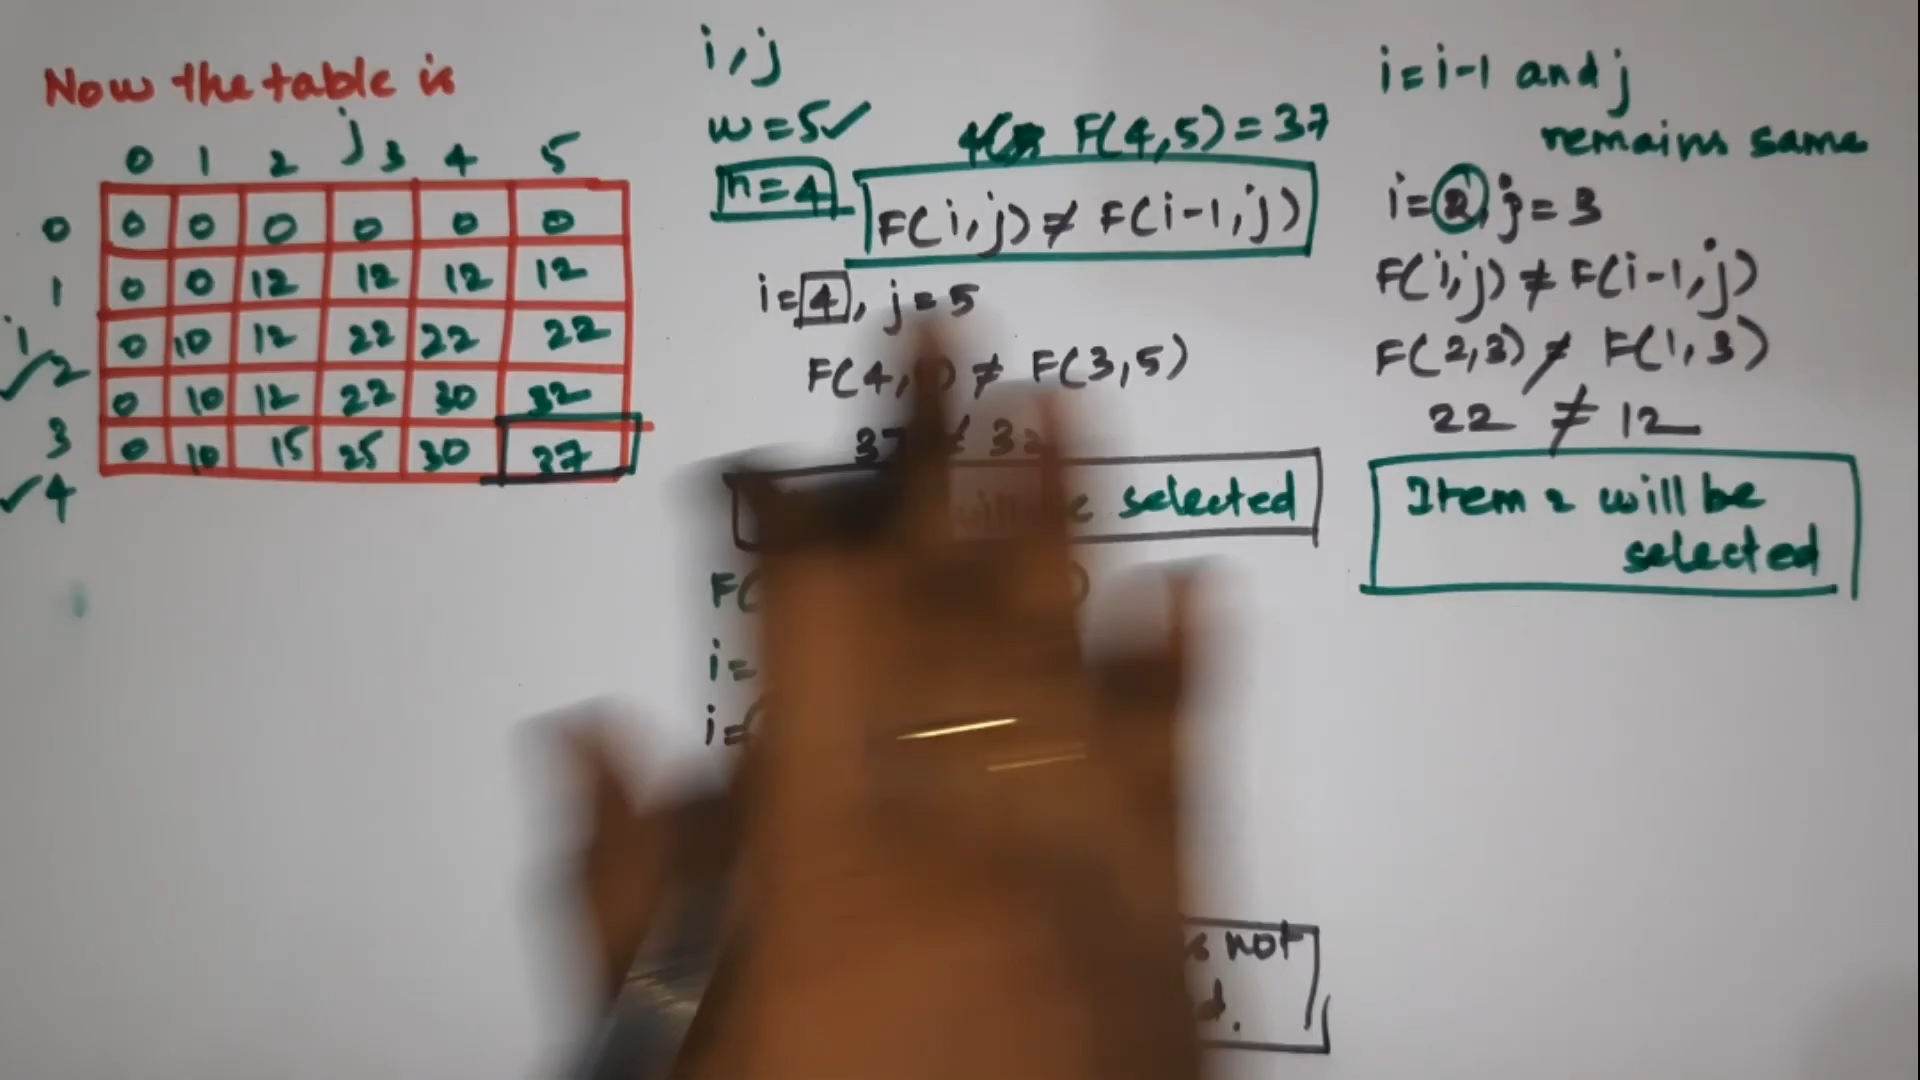 Now the table is
j
0 1 2 3 4 5
0 0 0 0 0 0 0
1 0 0 12 12 12 12
i
✓2 0 10 12 22 22 22
3 0 10 12 22 30 32
✓4 0 10 15 25 30 37
i, j
w=5✓
n=4
F(4,5)=37
F(i,j) ≠ F(i-1,j)
i=4, j=5
F(4, ) ≠ F(3,5)
37 ≠
selected
F(
i=
i=
not
i=i-1 and j
remains same
i=2, j=3
F(i,j) ≠ F(i-1,j)
F(2,3) ≠ F(1,3)
22 ≠ 12
Item 2 will be
selected